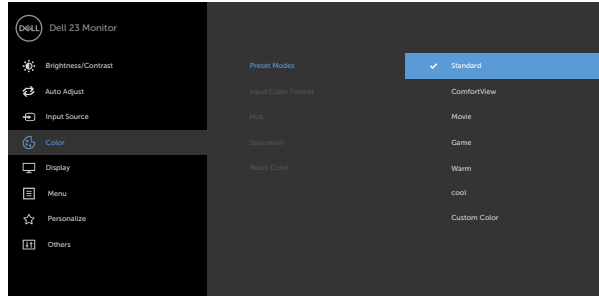 DELL Dell 23 Monitor
Brightness/Contrast
Auto Adjust
Input Source
Color
Display
Menu
Personalize
Others
Preset Modes
Input Color Format
Hue
Saturation
Reset Color
Standard
ComfortView
Movie
Game
Warm
cool
Custom Color